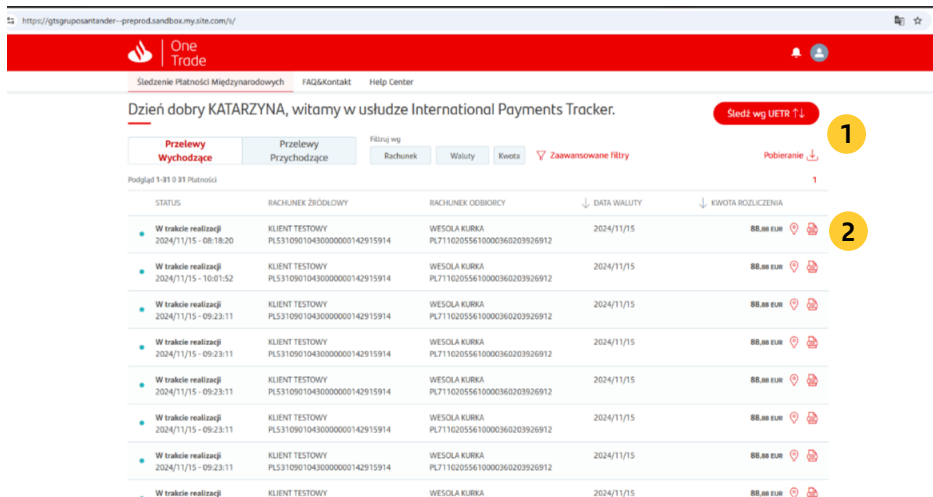 https://gtsgruposantander--preprod.sandbox.my.site.com/s/
One
Trade
Śledzenie Płatności Międzynarodowych FAQ&Kontakt Help Center
Dzień dobry KATARZYNA, witamy w usłudze International Payments Tracker.
Śledź wg UETR
1
Przelewy Wychodzące
Przelewy Przychodzące
Filtruj wg
Rachunek Waluty Kwota Zaawansowane filtry
Pobieranie
Podgląd 1-31 0 31 Płatności 1
STATUS RACHUNEK ŹRÓDŁOWY RACHUNEK ODBIORCY DATA WALUTY KWOTA ROZLICZENIA
W trakcie realizacji KLIENT TESTOWY WESOLA KURKA 2024/11/15 88,88 EUR 2
2024/11/15 - 08:18:20 PL53109010430000000142915914 PL71102055610000360203926912
W trakcie realizacji KLIENT TESTOWY WESOLA KURKA 2024/11/15 88,88 EUR
2024/11/15 - 10:01:52 PL53109010430000000142915914 PL71102055610000360203926912
W trakcie realizacji KLIENT TESTOWY WESOLA KURKA 2024/11/15 88,88 EUR
2024/11/15 - 09:23:11 PL53109010430000000142915914 PL71102055610000360203926912
W trakcie realizacji KLIENT TESTOWY WESOLA KURKA 2024/11/15 88,88 EUR
2024/11/15 - 09:23:11 PL53109010430000000142915914 PL71102055610000360203926912
W trakcie realizacji KLIENT TESTOWY WESOLA KURKA 2024/11/15 88,88 EUR
2024/11/15 - 09:23:11 PL53109010430000000142915914 PL71102055610000360203926912
W trakcie realizacji KLIENT TESTOWY WESOLA KURKA 2024/11/15 88,88 EUR
2024/11/15 - 09:23:11 PL53109010430000000142915914 PL71102055610000360203926912
W trakcie realizacji KLIENT TESTOWY WESOLA KURKA 2024/11/15 88,88 EUR
2024/11/15 - 09:23:11 PL53109010430000000142915914 PL71102055610000360203926912
W trakcie realizacji KLIENT TESTOWY WESOLA KURKA 2024/11/15 88,88 EUR